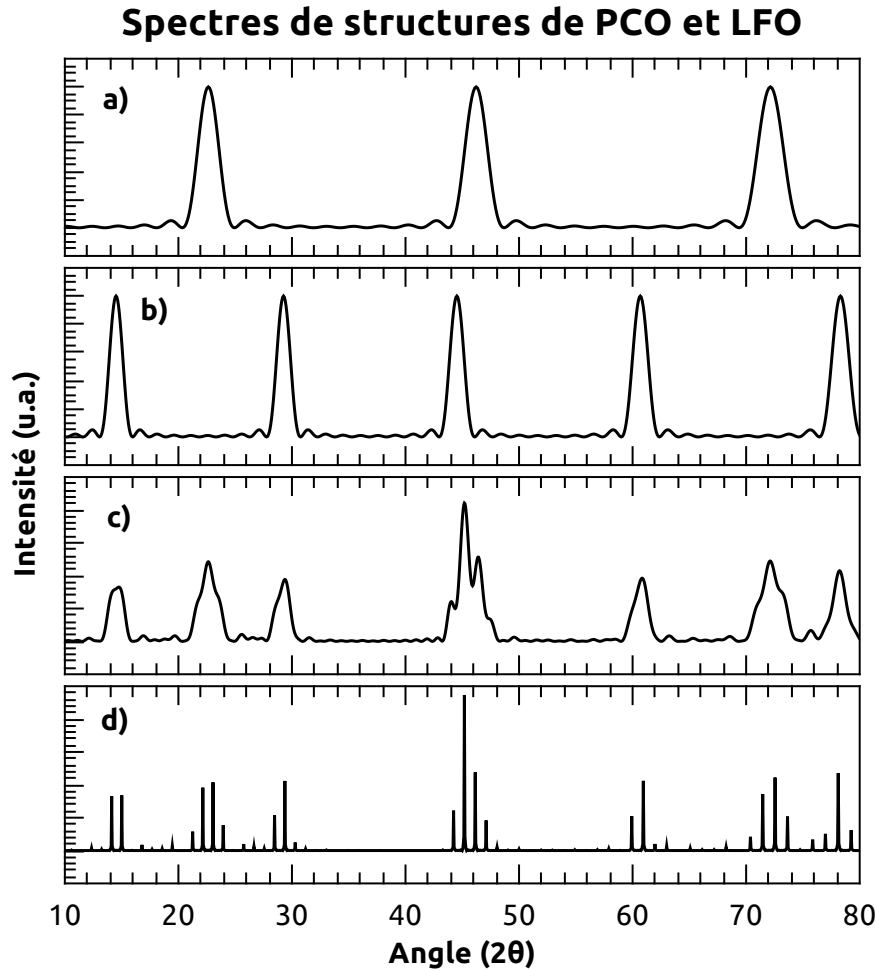 Spectres de structures de PCO et LFO
a)
b)
c)
d)
Intensité (u.a.)
10 20 30 40 50 60 70 80
Angle (2θ)